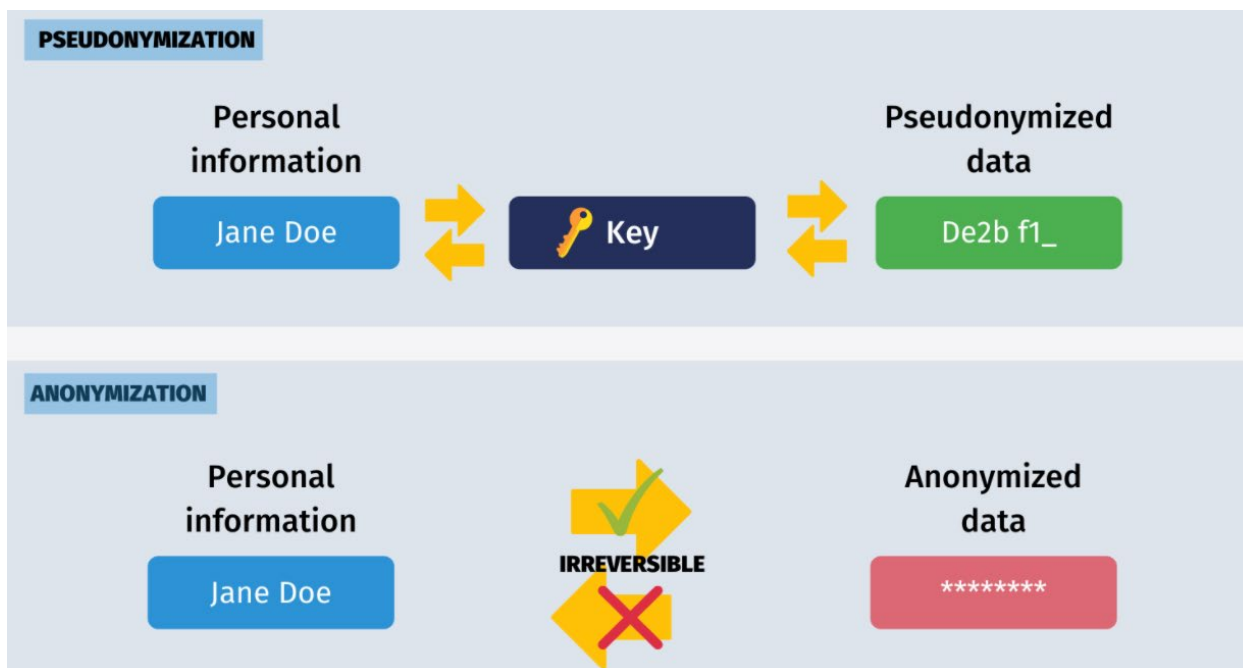 PSEUDONYMIZATION
Personal
information
Pseudonymized
data
Jane Doe
Key
De2b f1_
ANONYMIZATION
Personal
information
Anonymized
data
IRREVERSIBLE
Jane Doe
********